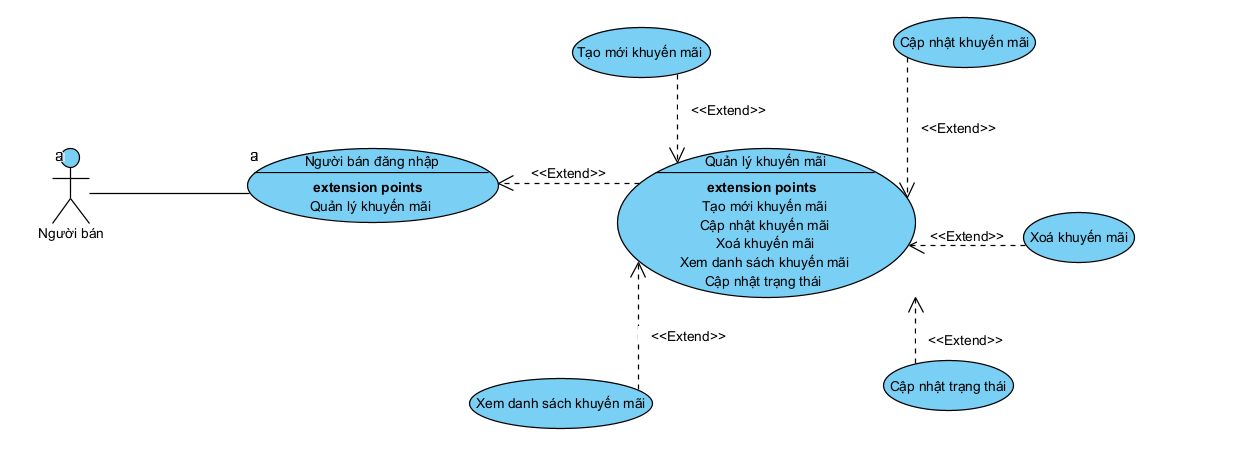 Tạo mới khuyến mãi
Cập nhật khuyến mãi
<<Extend>>
<<Extend>>
a
a
Người bán đăng nhập
extension points
Quản lý khuyến mãi
<<Extend>>
Quản lý khuyến mãi
extension points
Tạo mới khuyến mãi
Cập nhật khuyến mãi
Xoá khuyến mãi
Xem danh sách khuyến mãi
Cập nhật trạng thái
Người bán
<<Extend>>
Xoá khuyến mãi
<<Extend>>
<<Extend>>
Xem danh sách khuyến mãi
Cập nhật trạng thái